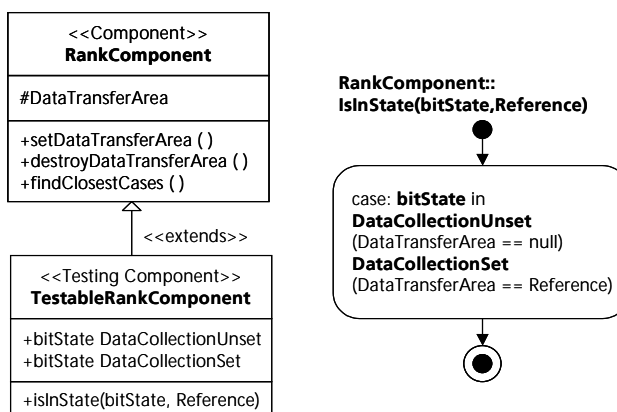 <<Component>>
RankComponent
#DataTransferArea
+setDataTransferArea ( )
+destroyDataTransferArea ( )
+findClosestCases ( )
<<extends>>
<<Testing Component>>
TestableRankComponent
+bitState DataCollectionUnset
+bitState DataCollectionSet
+isInState(bitState, Reference)
RankComponent::
IsInState(bitState,Reference)
case: bitState in
DataCollectionUnset
(DataTransferArea == null)
DataCollectionSet
(DataTransferArea == Reference)